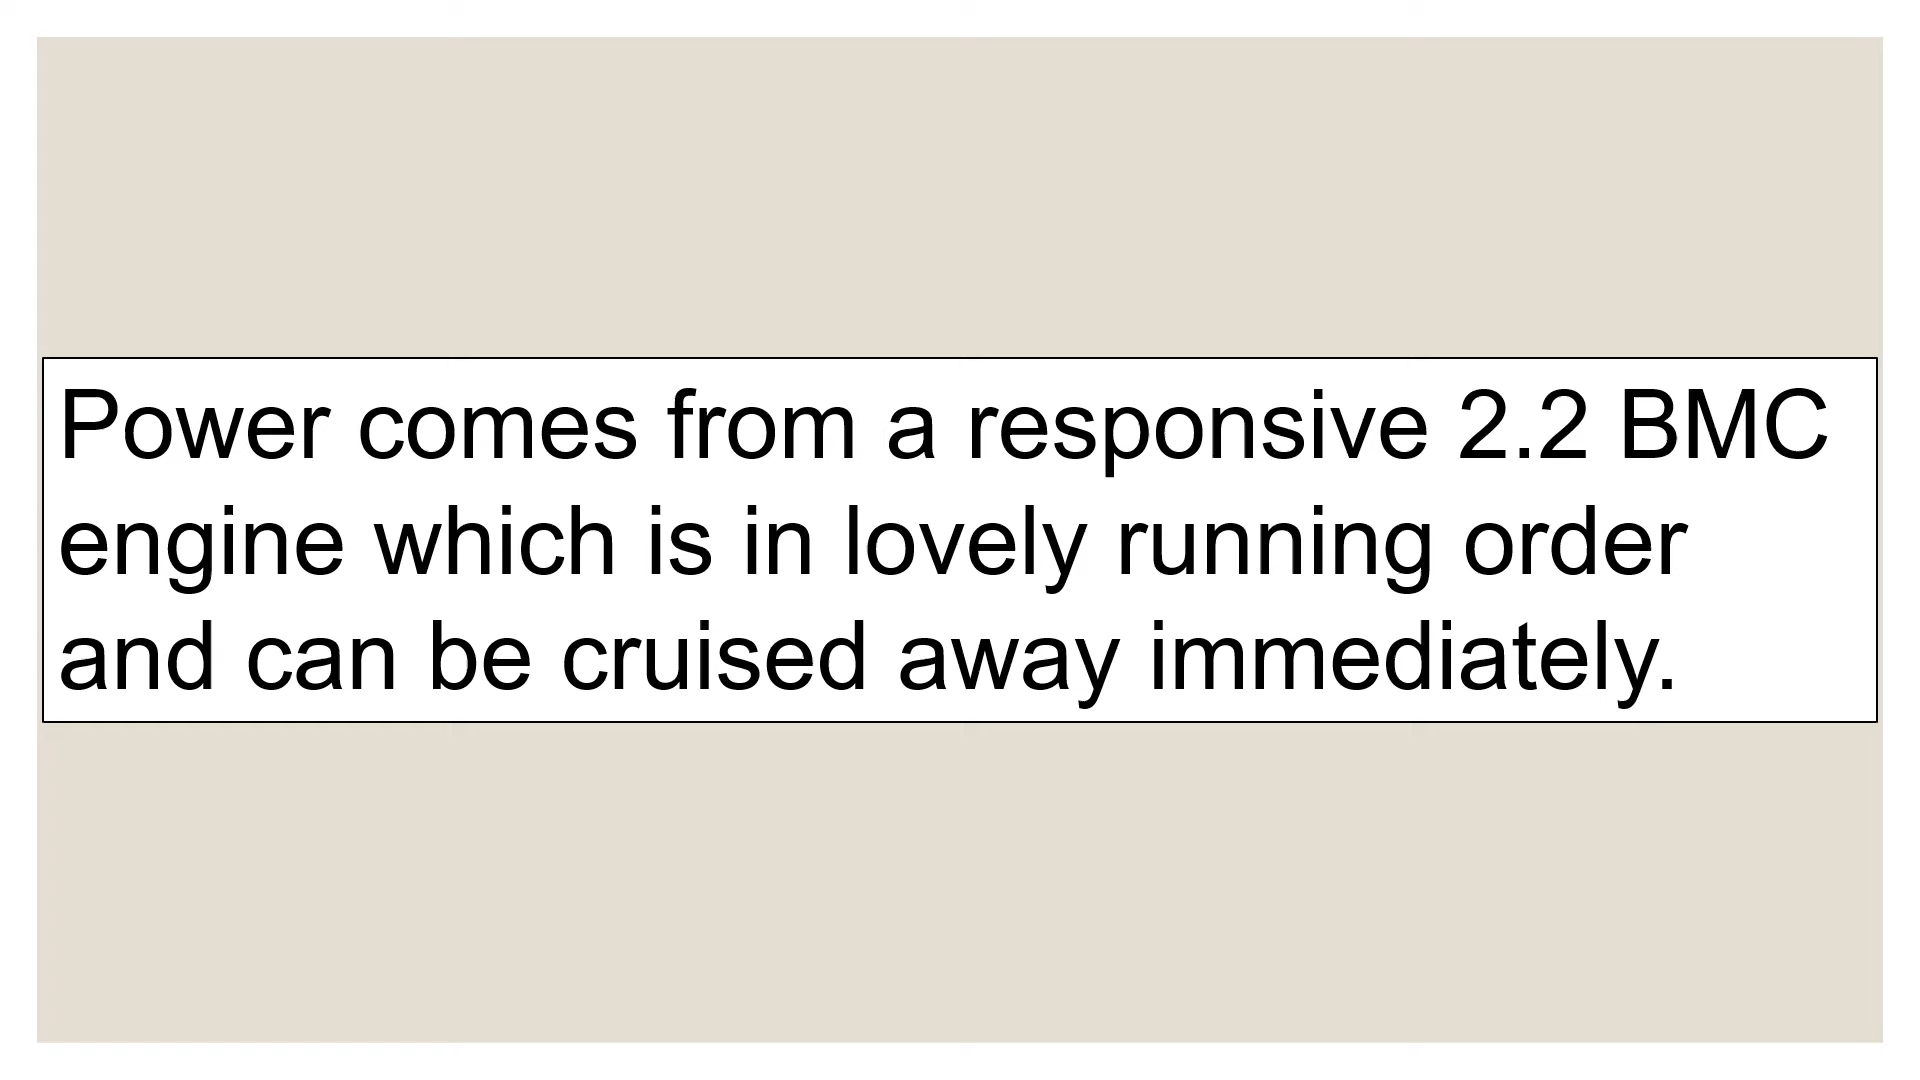 Power comes from a responsive 2.2 BMC
engine which is in lovely running order
and can be cruised away immediately.